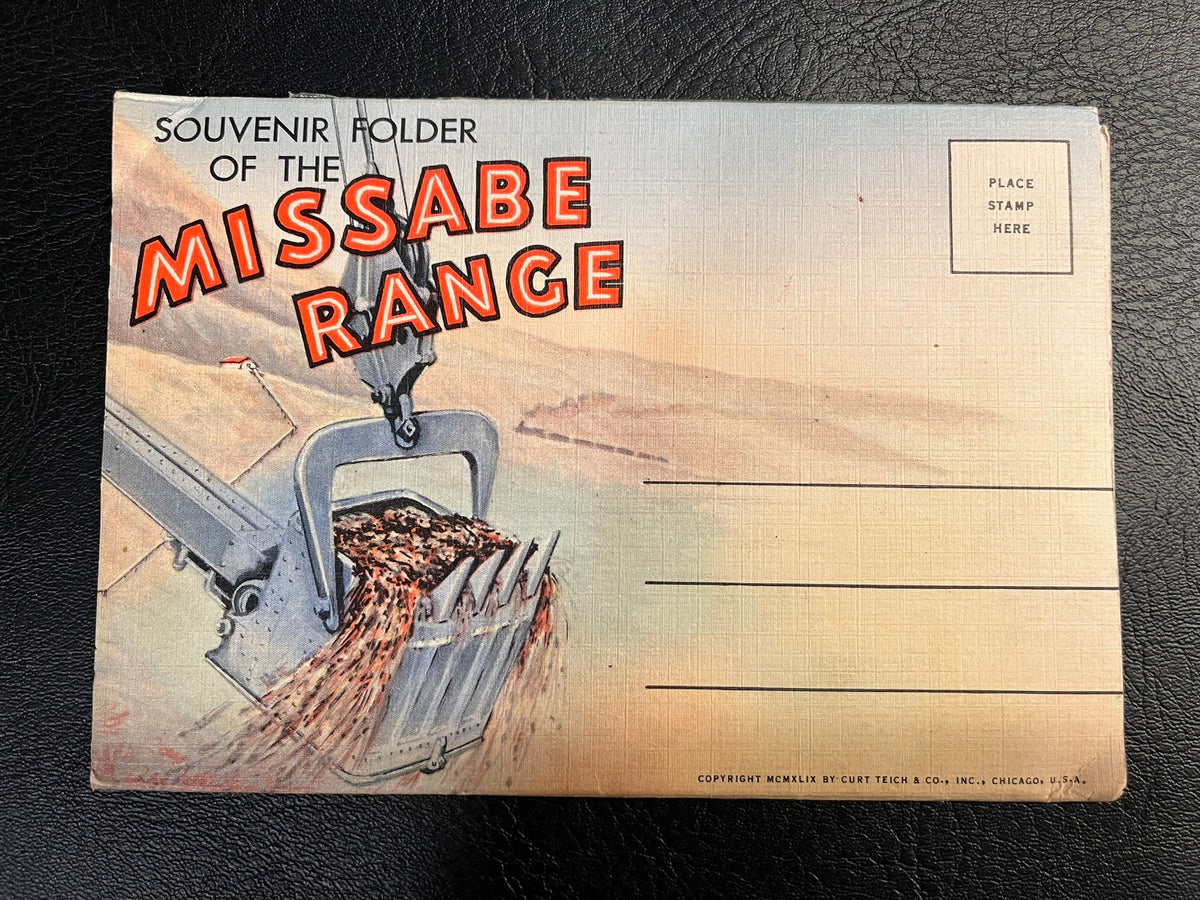 SOUVENIR FOLDER
OF THE
MISSABE
RANGE
PLACE
STAMP
HERE
COPYRIGHT MCMXLIX BY CURT TEICH & CO., INC., CHICAGO, U.S.A.